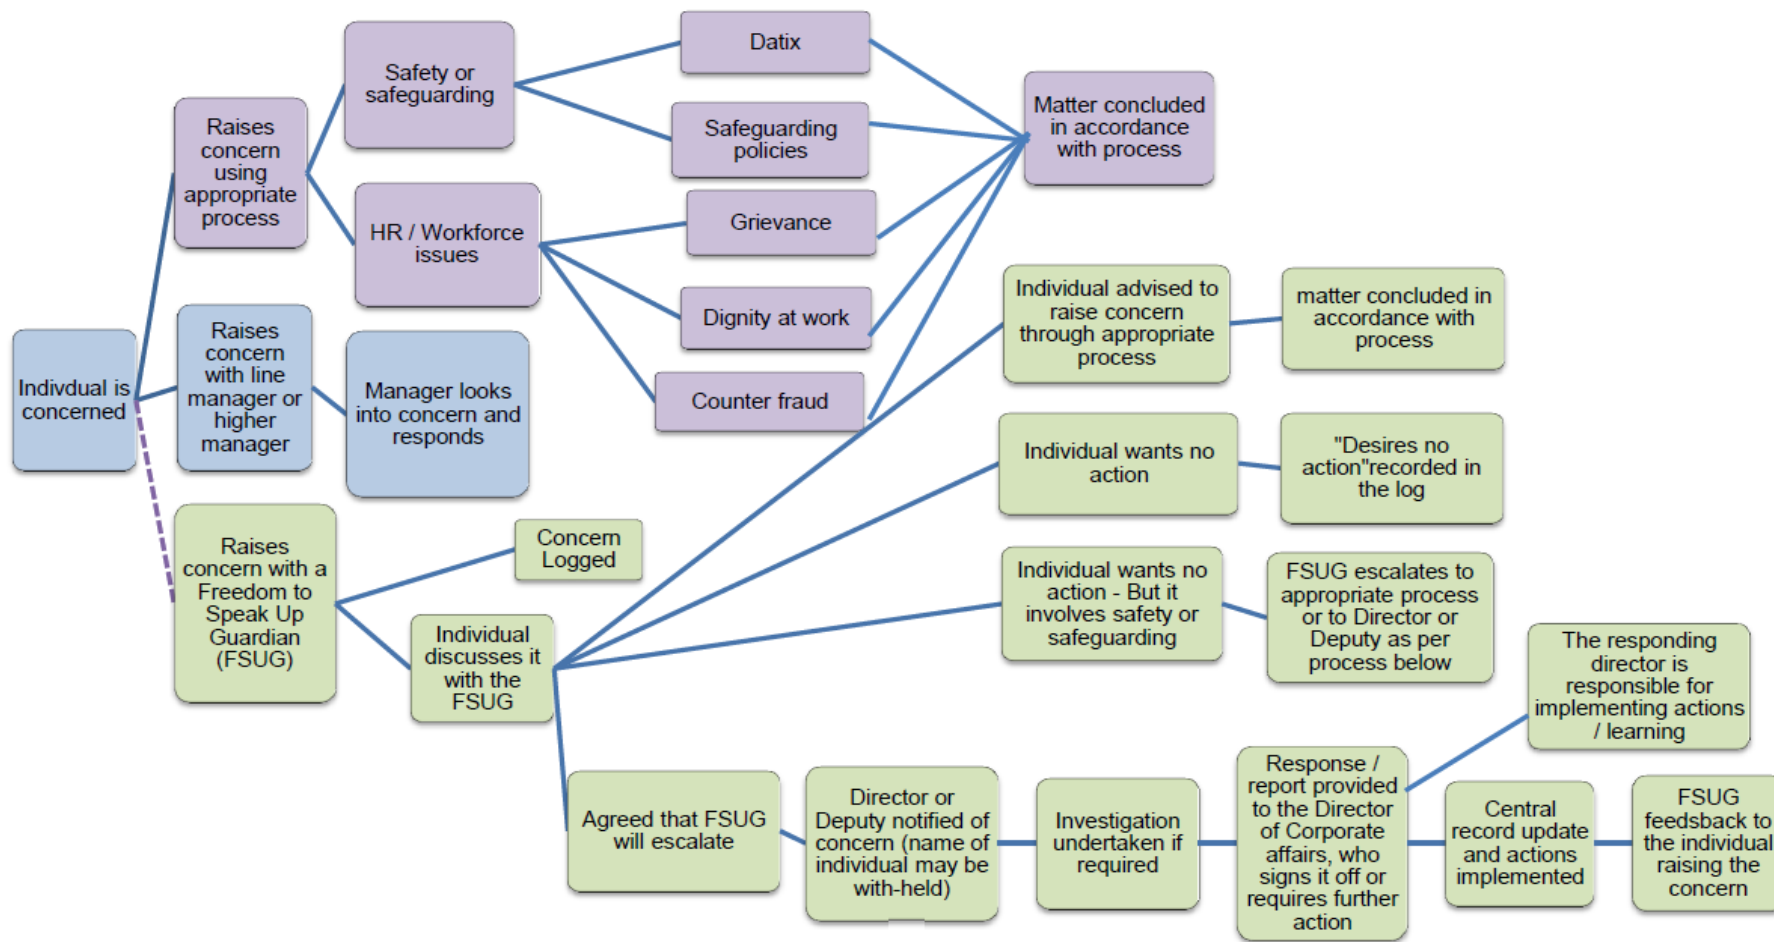 Raises
concern
using
appropriate
process
Safety or
safeguarding
HR / Workforce
issues
Datix
Safeguarding
policies
Grievance
Dignity at work
Counter fraud
Matter concluded
in accordance
with process
Indivdual is
concerned
Raises
concern
with line
manager or
higher
manager
Manager looks
into concern and
responds
Raises
concern with a
Freedom to
Speak Up
Guardian
(FSUG)
Concern
Logged
Individual
discusses it
with the
FSUG
Individual advised to
raise concern
through appropriate
process
matter concluded in
accordance with
process
Individual wants no
action
"Desires no
action"recorded in
the log
Individual wants no
action - But it
involves safety or
safeguarding
FSUG escalates to
appropriate process
or to Director or
Deputy as per
process below
Agreed that FSUG
will escalate
Director or
Deputy notified of
concern (name of
individual may be
with-held)
Investigation
undertaken if
required
Response /
report provided
to the Director
of Corporate
affairs, who
signs it off or
requires further
action
The responding
director is
responsible for
implementing actions
/ learning
Central
record update
and actions
implemented
FSUG
feedsback to
the individual
raising the
concern